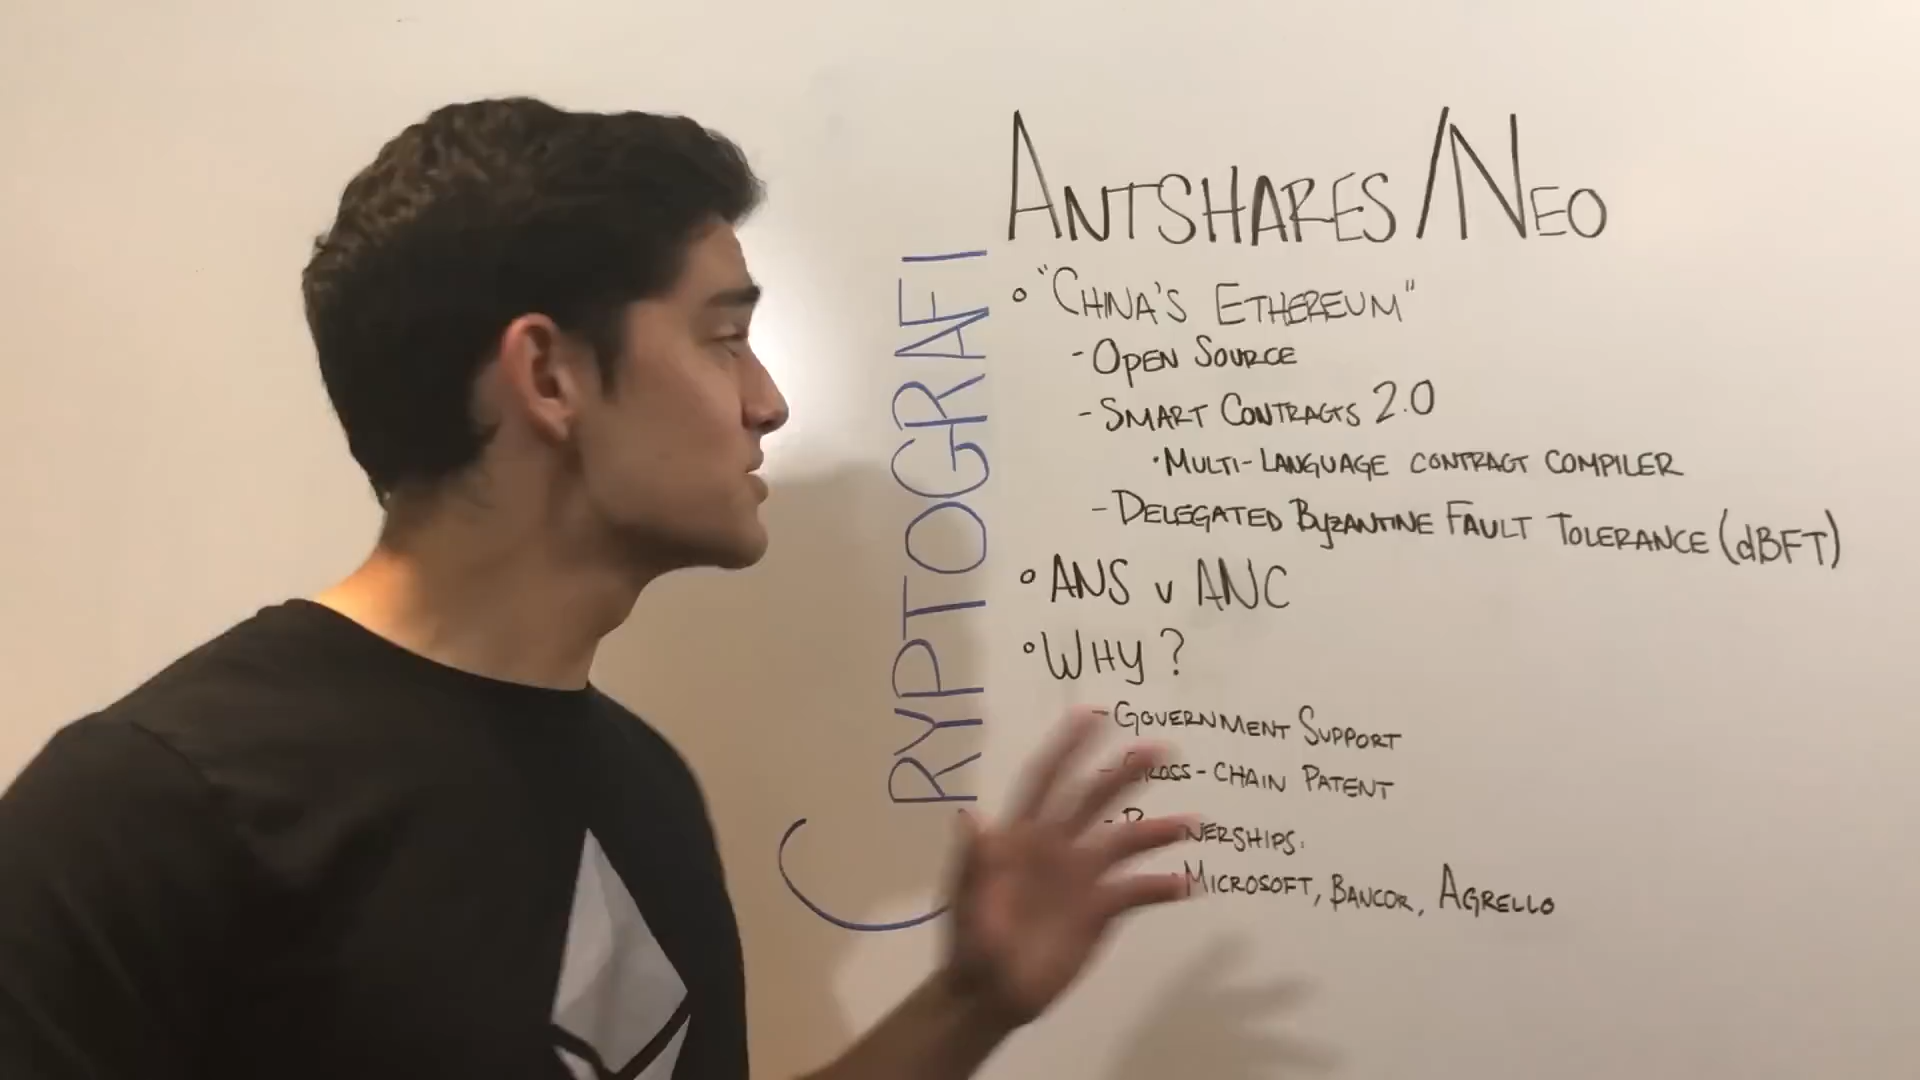 CRYPTOGRAFI
ANTSHARES/NEO
"CHINA'S ETHEREUM"
- OPEN SOURCE
- SMART CONTRACTS 2.0
· MULTI-LANGUAGE CONTRACT COMPILER
- DELEGATED BYZANTINE FAULT TOLERANCE (dBFT)
ANS v ANC
WHY?
- GOVERNMENT SUPPORT
- CROSS-CHAIN PATENT
MICROSOFT, BANCOR, AGRELLO